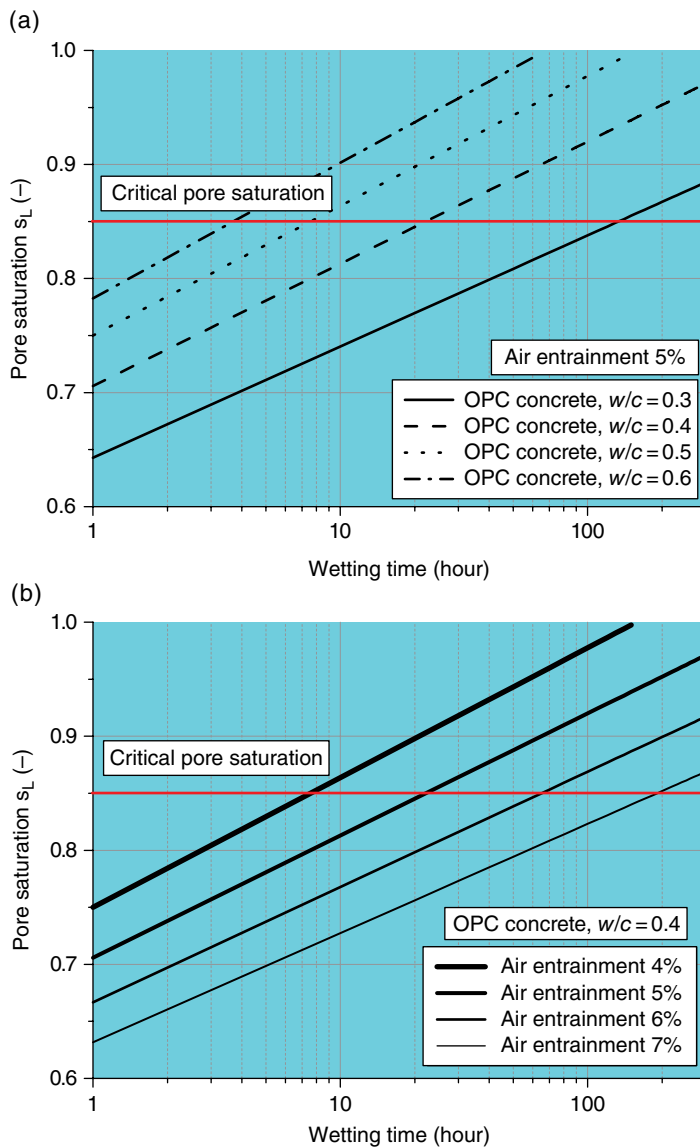 (a)
1.0
0.9
0.8
0.7
0.6
Pore saturation sL (–)
Critical pore saturation
Air entrainment 5%
OPC concrete, w/c = 0.3
OPC concrete, w/c = 0.4
OPC concrete, w/c = 0.5
OPC concrete, w/c = 0.6
1
10
100
Wetting time (hour)
(b)
1.0
0.9
0.8
0.7
0.6
Pore saturation sL (–)
Critical pore saturation
OPC concrete, w/c = 0.4
Air entrainment 4%
Air entrainment 5%
Air entrainment 6%
Air entrainment 7%
1
10
100
Wetting time (hour)